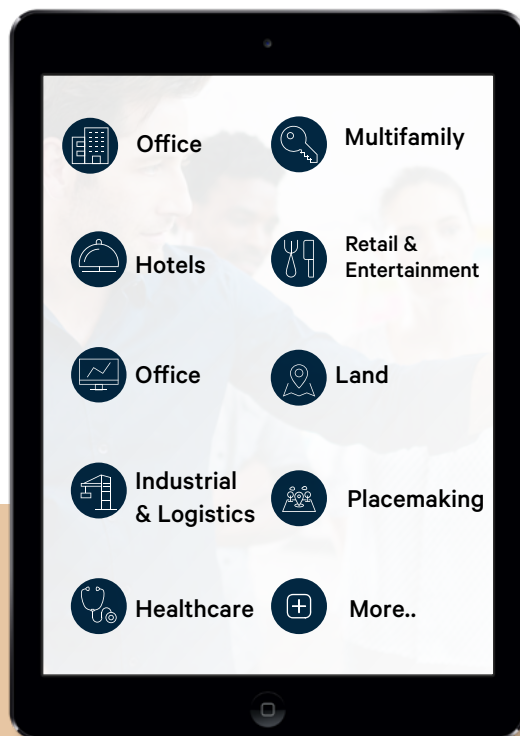 Office
Multifamily
Hotels
Retail &
Entertainment
Office
Land
Industrial
& Logistics
Placemaking
Healthcare
More..